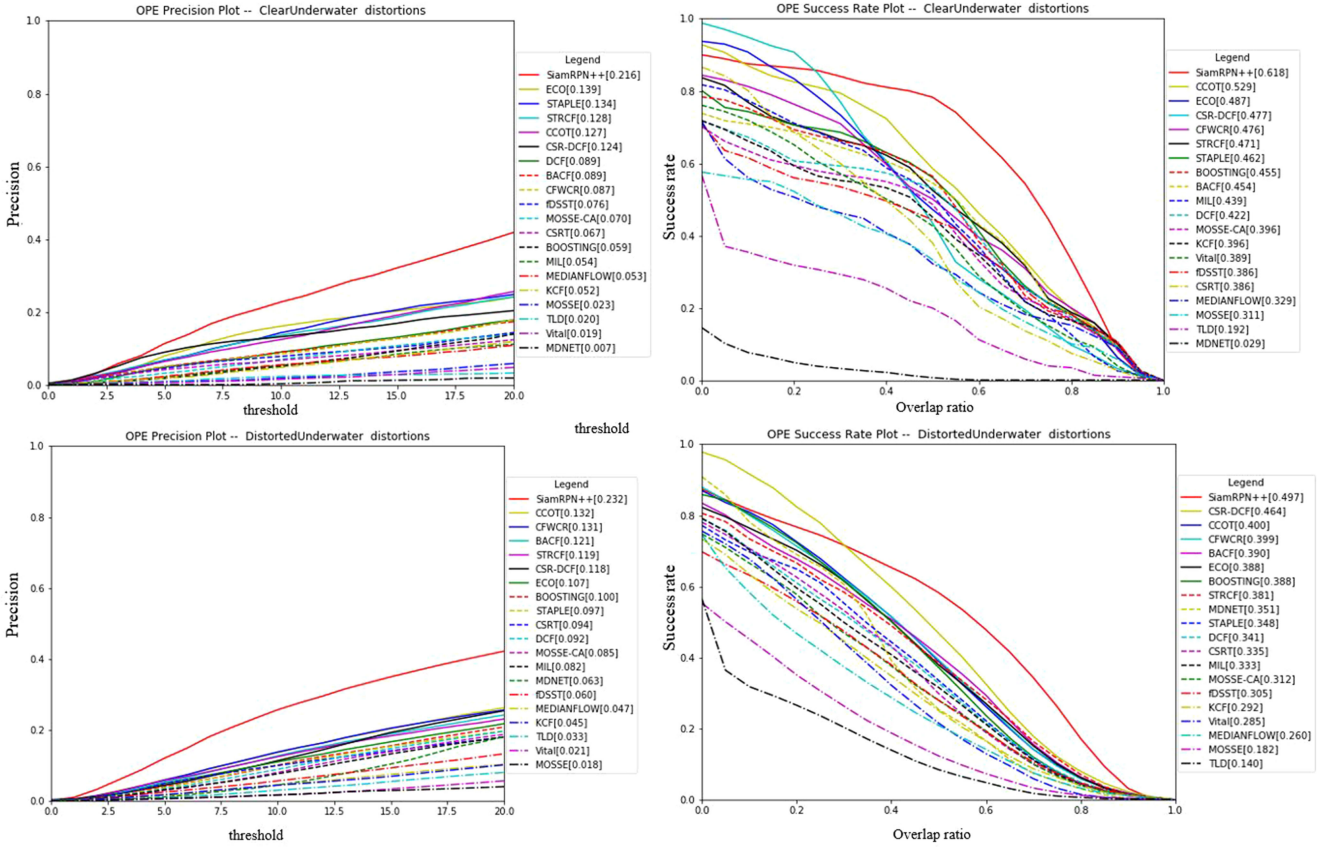 OPE Precision Plot -- ClearUnderwater distortions
1.0
0.8
0.6
0.4
0.2
0.0
Precision
0.0 2.5 5.0 7.5 10.0 12.5 15.0 17.5 20.0
threshold
Legend
SiamRPN++[0.216]
ECO[0.139]
STAPLE[0.134]
STRCF[0.128]
CCOT[0.127]
CSR-DCF[0.124]
DCF[0.089]
BACF[0.089]
CFWCR[0.087]
fDSST[0.076]
MOSSE-CA[0.070]
CSRT[0.067]
BOOSTING[0.059]
MIL[0.054]
MEDIANFLOW[0.053]
KCF[0.052]
MOSSE[0.023]
TLD[0.020]
Vital[0.019]
MDNET[0.007]
OPE Success Rate Plot -- ClearUnderwater distortions
1.0
0.8
0.6
0.4
0.2
0.0
Success rate
0.0 0.2 0.4 0.6 0.8 1.0
Overlap ratio
Legend
SiamRPN++[0.618]
CCOT[0.529]
ECO[0.487]
CSR-DCF[0.477]
CFWCR[0.476]
STRCF[0.471]
STAPLE[0.462]
BOOSTING[0.455]
BACF[0.454]
MIL[0.439]
DCF[0.422]
MOSSE-CA[0.396]
KCF[0.396]
Vital[0.389]
fDSST[0.386]
CSRT[0.386]
MEDIANFLOW[0.329]
MOSSE[0.311]
TLD[0.192]
MDNET[0.029]
threshold
OPE Precision Plot -- DistortedUnderwater distortions
1.0
0.8
0.6
0.4
0.2
0.0
Precision
0.0 2.5 5.0 7.5 10.0 12.5 15.0 17.5 20.0
threshold
Legend
SiamRPN++[0.232]
CCOT[0.132]
CFWCR[0.131]
BACF[0.121]
STRCF[0.119]
CSR-DCF[0.118]
ECO[0.107]
BOOSTING[0.100]
STAPLE[0.097]
CSRT[0.094]
DCF[0.092]
MOSSE-CA[0.085]
MIL[0.082]
MDNET[0.063]
fDSST[0.060]
MEDIANFLOW[0.047]
KCF[0.045]
TLD[0.033]
Vital[0.021]
MOSSE[0.018]
OPE Success Rate Plot -- DistortedUnderwater distortions
1.0
0.8
0.6
0.4
0.2
0.0
Success rate
0.0 0.2 0.4 0.6 0.8 1.0
Overlap ratio
Legend
SiamRPN++[0.497]
CSR-DCF[0.464]
CCOT[0.400]
CFWCR[0.399]
BACF[0.390]
ECO[0.388]
BOOSTING[0.388]
STRCF[0.381]
MDNET[0.351]
STAPLE[0.348]
DCF[0.341]
CSRT[0.335]
MIL[0.333]
MOSSE-CA[0.312]
fDSST[0.305]
KCF[0.292]
Vital[0.285]
MEDIANFLOW[0.260]
MOSSE[0.182]
TLD[0.140]